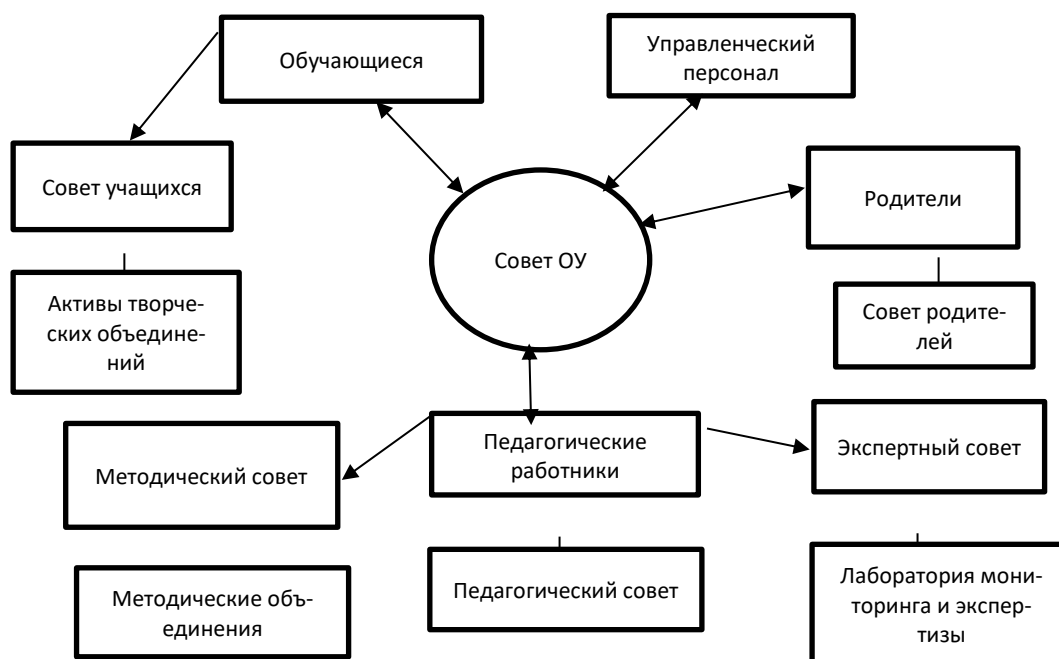 Обучающиеся
Управленческий
персонал
Совет учащихся
Родители
Совет ОУ
Активы творче-
ских объедине-
ний
Совет родите-
лей
Методический совет
Педагогические
работники
Экспертный совет
Методические объ-
единения
Педагогический совет
Лаборатория мони-
торинга и экспер-
тизы